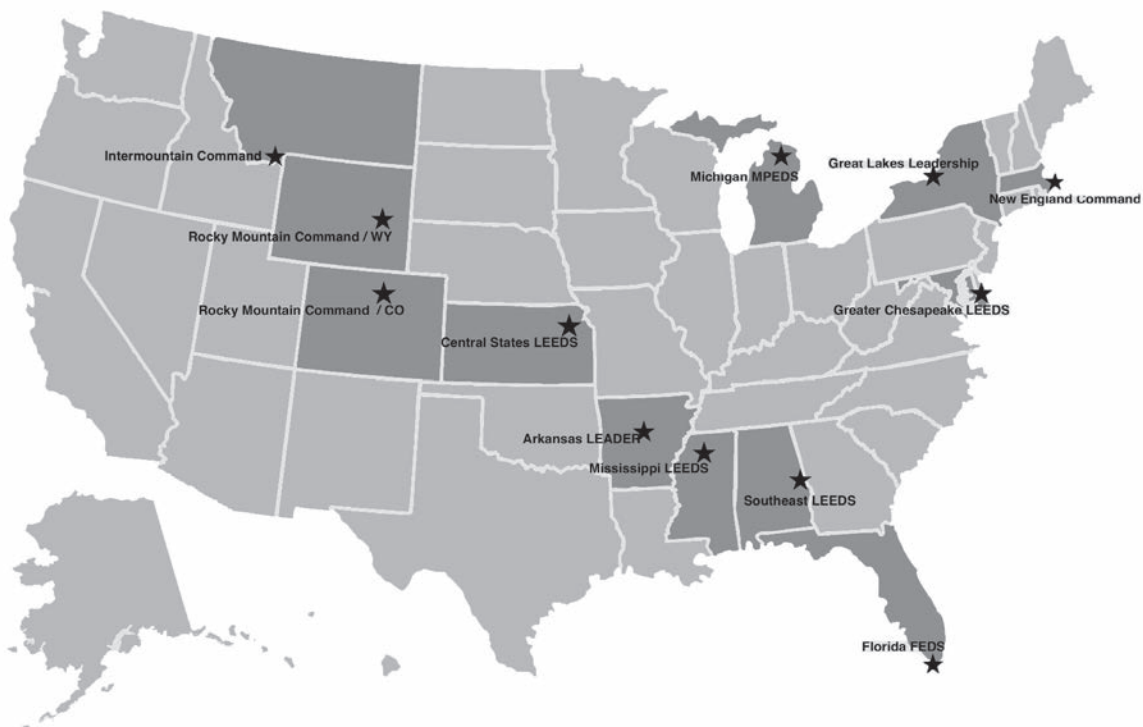 Intermountain Command
Michigan MPEDS
Great Lakes Leadership
New England Command
Rocky Mountain Command / WY
Rocky Mountain Command / CO
Greater Chesapeake LEEDS
Central States LEEDS
Arkansas LEADER
Mississippi LEEDS
Southeast LEEDS
Florida FEDS